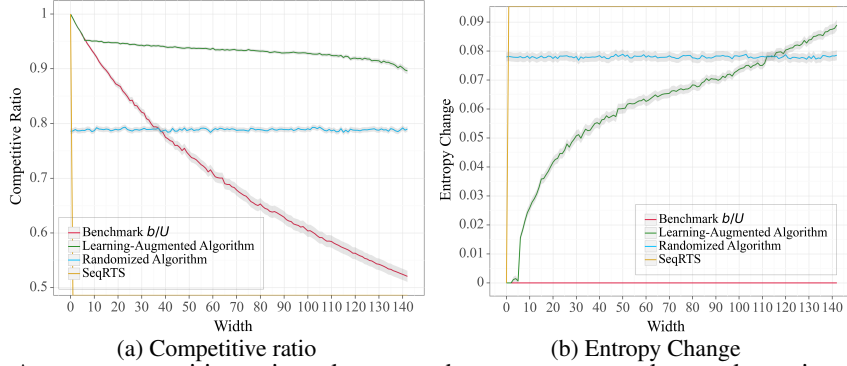 1
0.9
0.8
0.7
0.6
0.5
Competitive Ratio
Benchmark b/U
Learning-Augmented Algorithm
Randomized Algorithm
SeqRTS
0 10 20 30 40 50 60 70 80 90 100 110 120 130 140
Width
(a) Competitive ratio
0.09
0.08
0.07
0.06
0.05
0.04
0.03
0.02
0.01
0
Entropy Change
Benchmark b/U
Learning-Augmented Algorithm
Randomized Algorithm
SeqRTS
0 10 20 30 40 50 60 70 80 90 100 110 120 130 140
Width
(b) Entropy Change